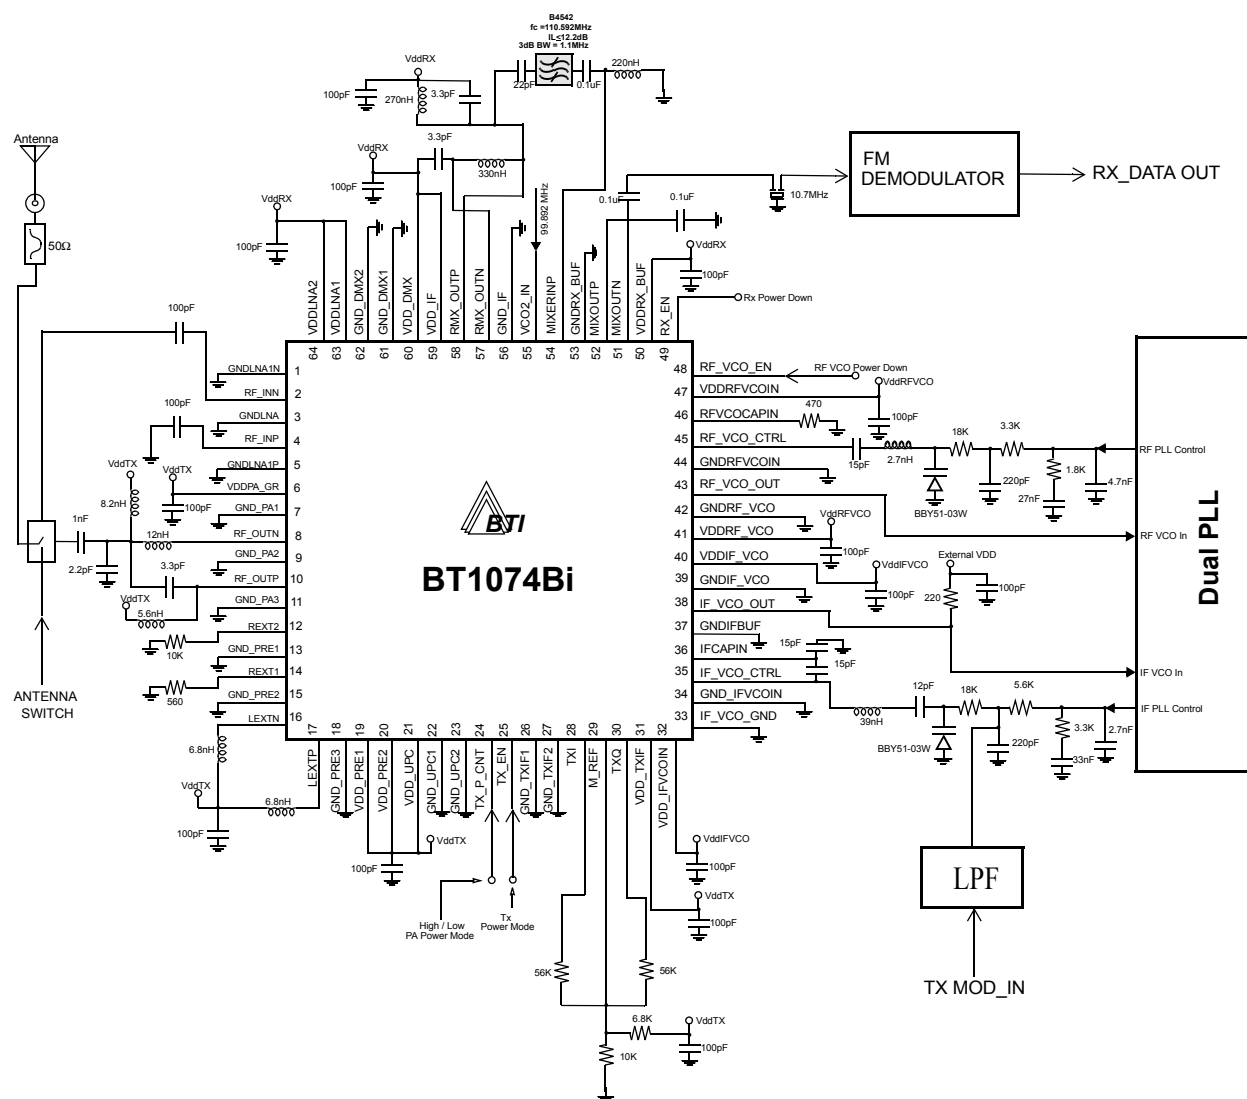 B4542
fc =110.592MHz
IL≤12.2dB
3dB BW = 1.1MHz
22pF
0.1uF
220nH
VddRX
100pF
270nH
3.3pF
3.3pF
330nH
VddRX
100pF
VddRX
100pF
99.892 MHz
0.1uF
0.1uF
10.7MHz
FM
DEMODULATOR
RX_DATA OUT
VddRX
100pF
Rx Power Down
Antenna
50Ω
100pF
VDDLNA2
VDDLNA1
GND_DMX2
GND_DMX1
VDD_DMX
VDD_IF
RMX_OUTP
RMX_OUTN
GND_IF
VCO2_IN
MIXERINP
GNDRX_BUF
MIXOUTP
MIXOUTN
VDDRX_BUF
RX_EN
64
63
62
61
60
59
58
57
56
55
54
53
52
51
50
49
GNDLNA1N
1
RF_INN
2
100pF
GNDLNA
3
RF_INP
4
GNDLNA1P
5
VddTX
VddTX
VDDPA_GR
6
100pF
8.2nH
GND_PA1
7
1nF
12nH
RF_OUTN
8
GND_PA2
9
2.2pF
3.3pF
RF_OUTP
10
VddTX
5.6nH
GND_PA3
11
REXT2
12
10K
GND_PRE1
13
REXT1
14
560
GND_PRE2
15
LEXTN
16
ANTENNA
SWITCH
6.8nH
VddTX
6.8nH
100pF
BTI
BT1074Bi
48
RF_VCO_EN
RF VCO Power Down
47
VDDRFVCOIN
VddRFVCO
100pF
46
RFVCOCAPIN
470
45
RF_VCO_CTRL
15pF
2.7nH
BBY51-03W
18K
220pF
3.3K
1.8K
27nF
4.7nF
RF PLL Control
44
GNDRFVCOIN
43
RF_VCO_OUT
RF VCO In
42
GNDRF_VCO
VddRFVCO
41
VDDRF_VCO
100pF
40
VDDIF_VCO
VddIFVCO
100pF
39
GNDIF_VCO
External VDD
100pF
220
38
IF_VCO_OUT
37
GNDIFBUF
36
IFCAPIN
15pF
15pF
IF VCO In
35
IF_VCO_CTRL
34
GND_IFVCOIN
33
IF_VCO_GND
39nH
12pF
BBY51-03W
18K
220pF
5.6K
3.3K
33nF
2.7nF
IF PLL Control
Dual PLL
17
18
19
20
21
22
23
24
25
26
27
28
29
30
31
32
LEXTP
GND_PRE3
VDD_PRE1
VDD_PRE2
VDD_UPC
GND_UPC1
GND_UPC2
TX_P_CNT
TX_EN
GND_TXIF1
GND_TXIF2
TXI
M_REF
TXQ
VDD_TXIF
VDD_IFVCOIN
VddTX
100pF
High / Low
PA Power Mode
Tx
Power Mode
VddIFVCO
100pF
VddTX
100pF
56K
56K
6.8K
VddTX
100pF
10K
LPF
TX MOD_IN